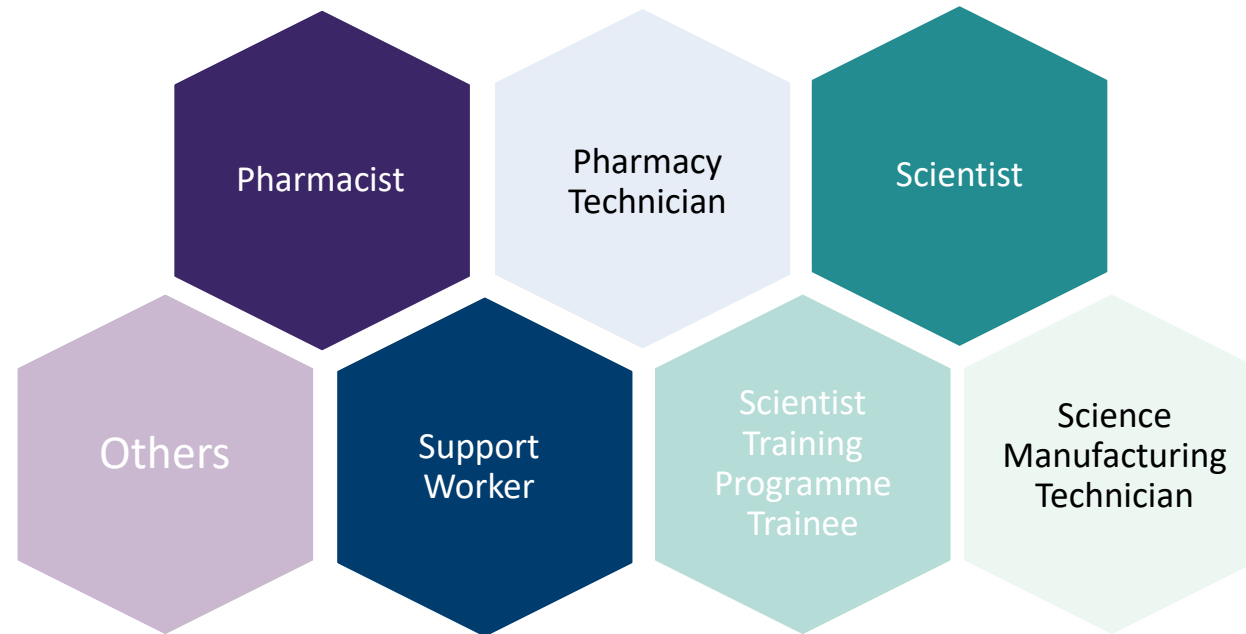 Pharmacist
Pharmacy
Technician
Scientist
Others
Support
Worker
Scientist
Training
Programme
Trainee
Science
Manufacturing
Technician